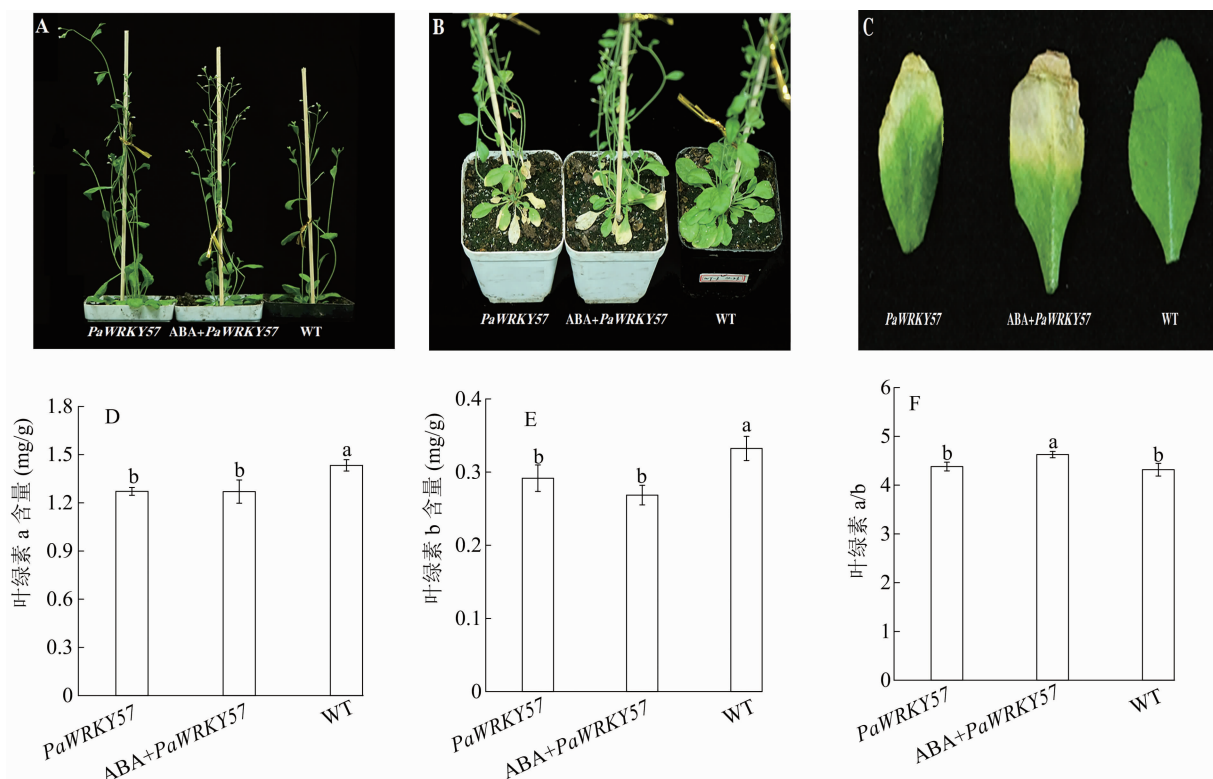 A
PaWRKY57 ABA+PaWRKY57 WT
B
PaWRKY57 ABA+PaWRKY57 WT
C
PaWRKY57 ABA+PaWRKY57 WT
D
叶绿素 a 含量 (mg/g)
1.8
1.5
1.2
0.9
0.6
0.3
0
b b a
PaWRKY57 ABA+PaWRKY57 WT
E
叶绿素 b 含量 (mg/g)
0.4
0.3
0.2
0.1
0
b b a
PaWRKY57 ABA+PaWRKY57 WT
F
叶绿素 a/b
6
5
4
3
2
1
0
b a b
PaWRKY57 ABA+PaWRKY57 WT